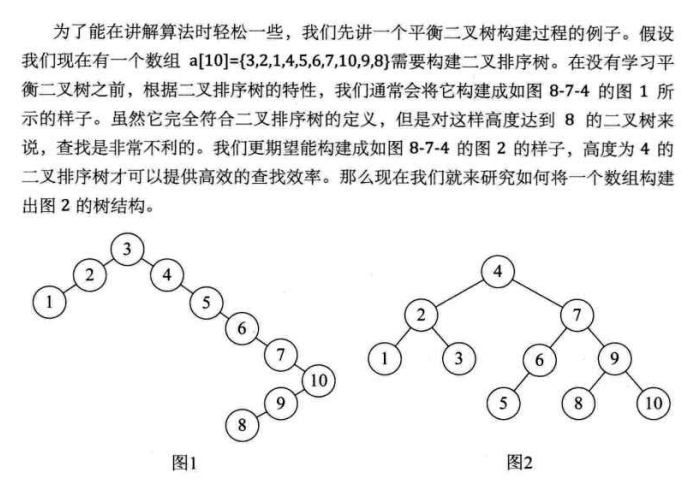 为了能在讲解算法时轻松一些，我们先讲一个平衡二叉树构建过程的例子。假设
我们现在有一个数组 a[10]={3,2,1,4,5,6,7,10,9,8}需要构建二叉排序树。在没有学习平
衡二叉树之前，根据二叉排序树的特性，我们通常会将它构建成如图 8-7-4 的图 1 所
示的样子。虽然它完全符合二叉排序树的定义，但是对这样高度达到 8 的二叉树来
说，查找是非常不利的。我们更期望能构建成如图 8-7-4 的图 2 的样子，高度为 4 的
二叉排序树才可以提供高效的查找效率。那么现在我们就来研究如何将一个数组构建
出图 2 的树结构。
3
2
4
1
5
6
7
10
9
8
图1
4
2
7
1
3
6
9
5
8
10
图2